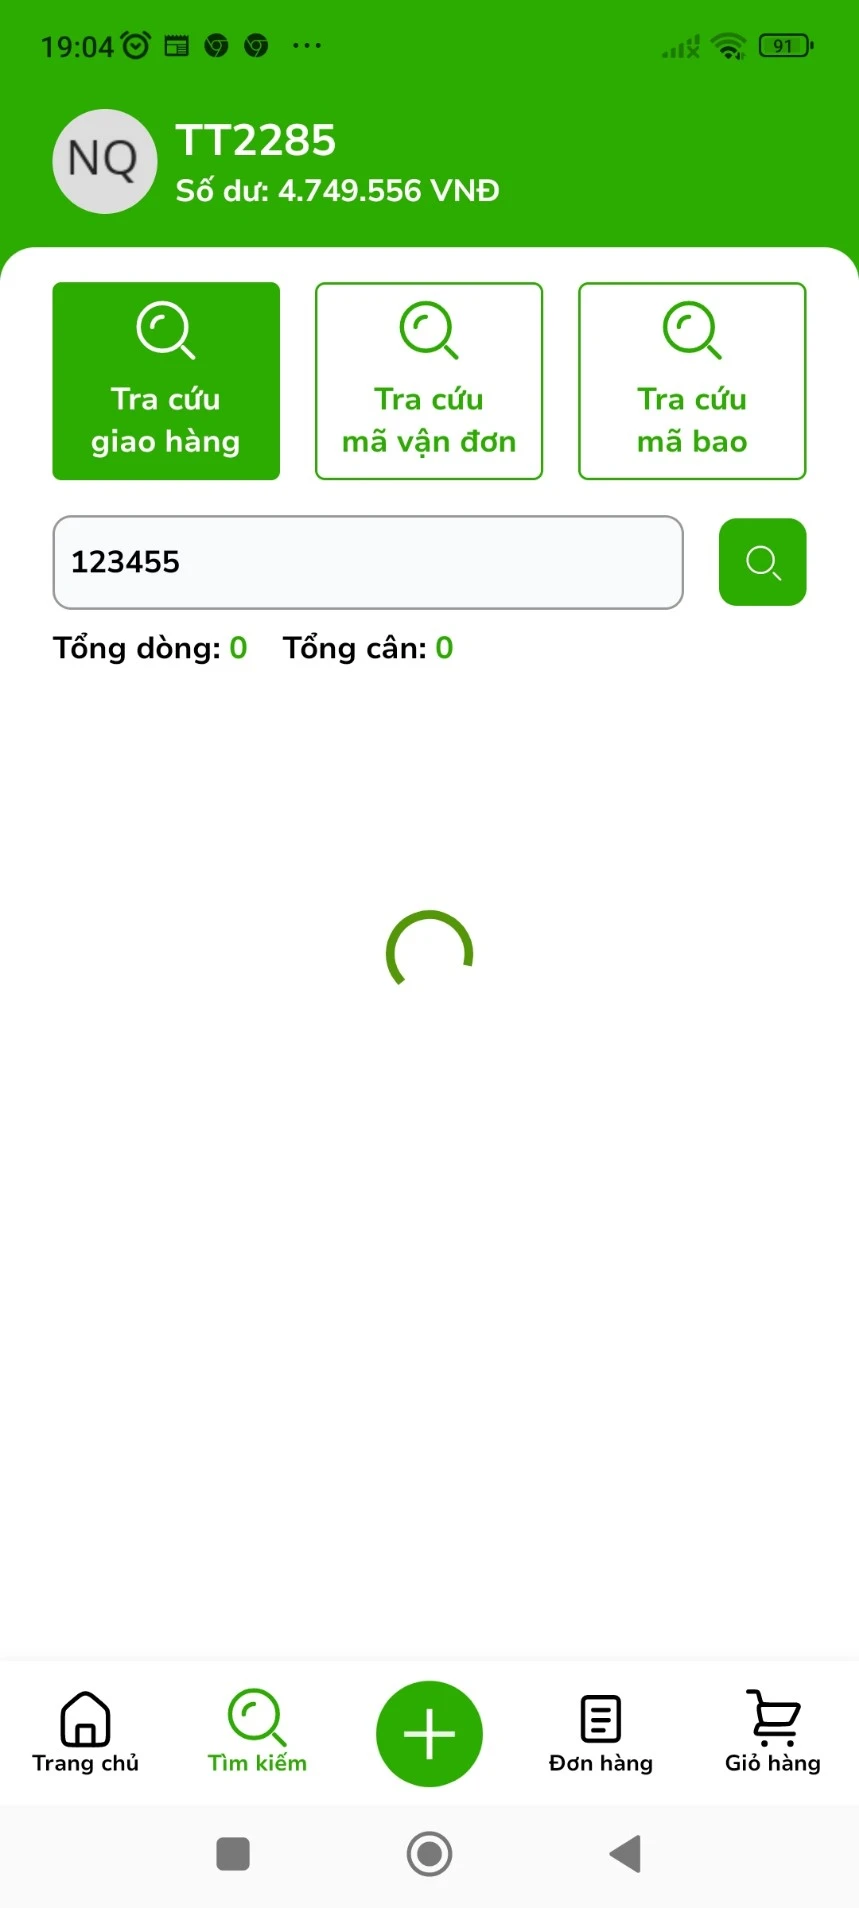 19:04
91
NQ
TT2285
Số dư: 4.749.556 VNĐ
Tra cứu
giao hàng
Tra cứu
mã vận đơn
Tra cứu
mã bao
123455
Tổng dòng: 0 Tổng cân: 0
Trang chủ
Tìm kiếm
Đơn hàng
Giỏ hàng